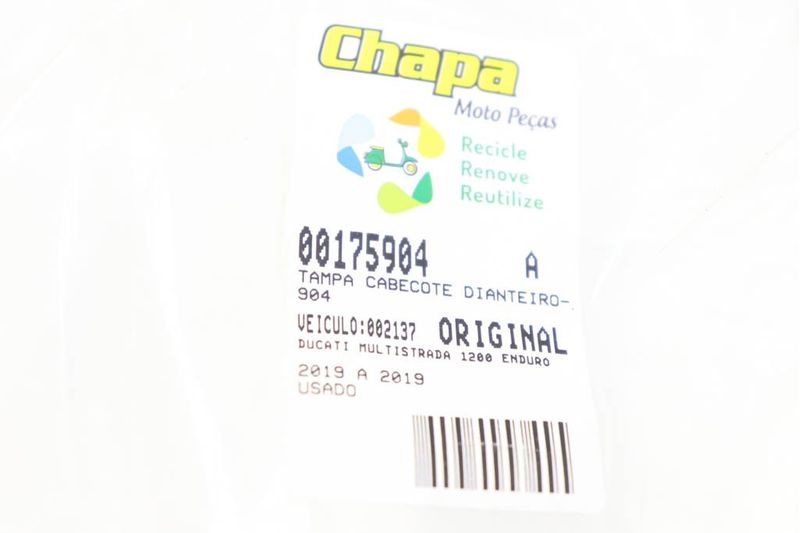 Chapa
Moto Peças
Recicle
Renove
Reutilize
00175904 A
TAMPA CABECOTE DIANTEIRO-.
904
VEICULO:002137 ORIGINAL
DUCATI MULTISTRADA 1200 ENDURO
2019 A 2019
USADO